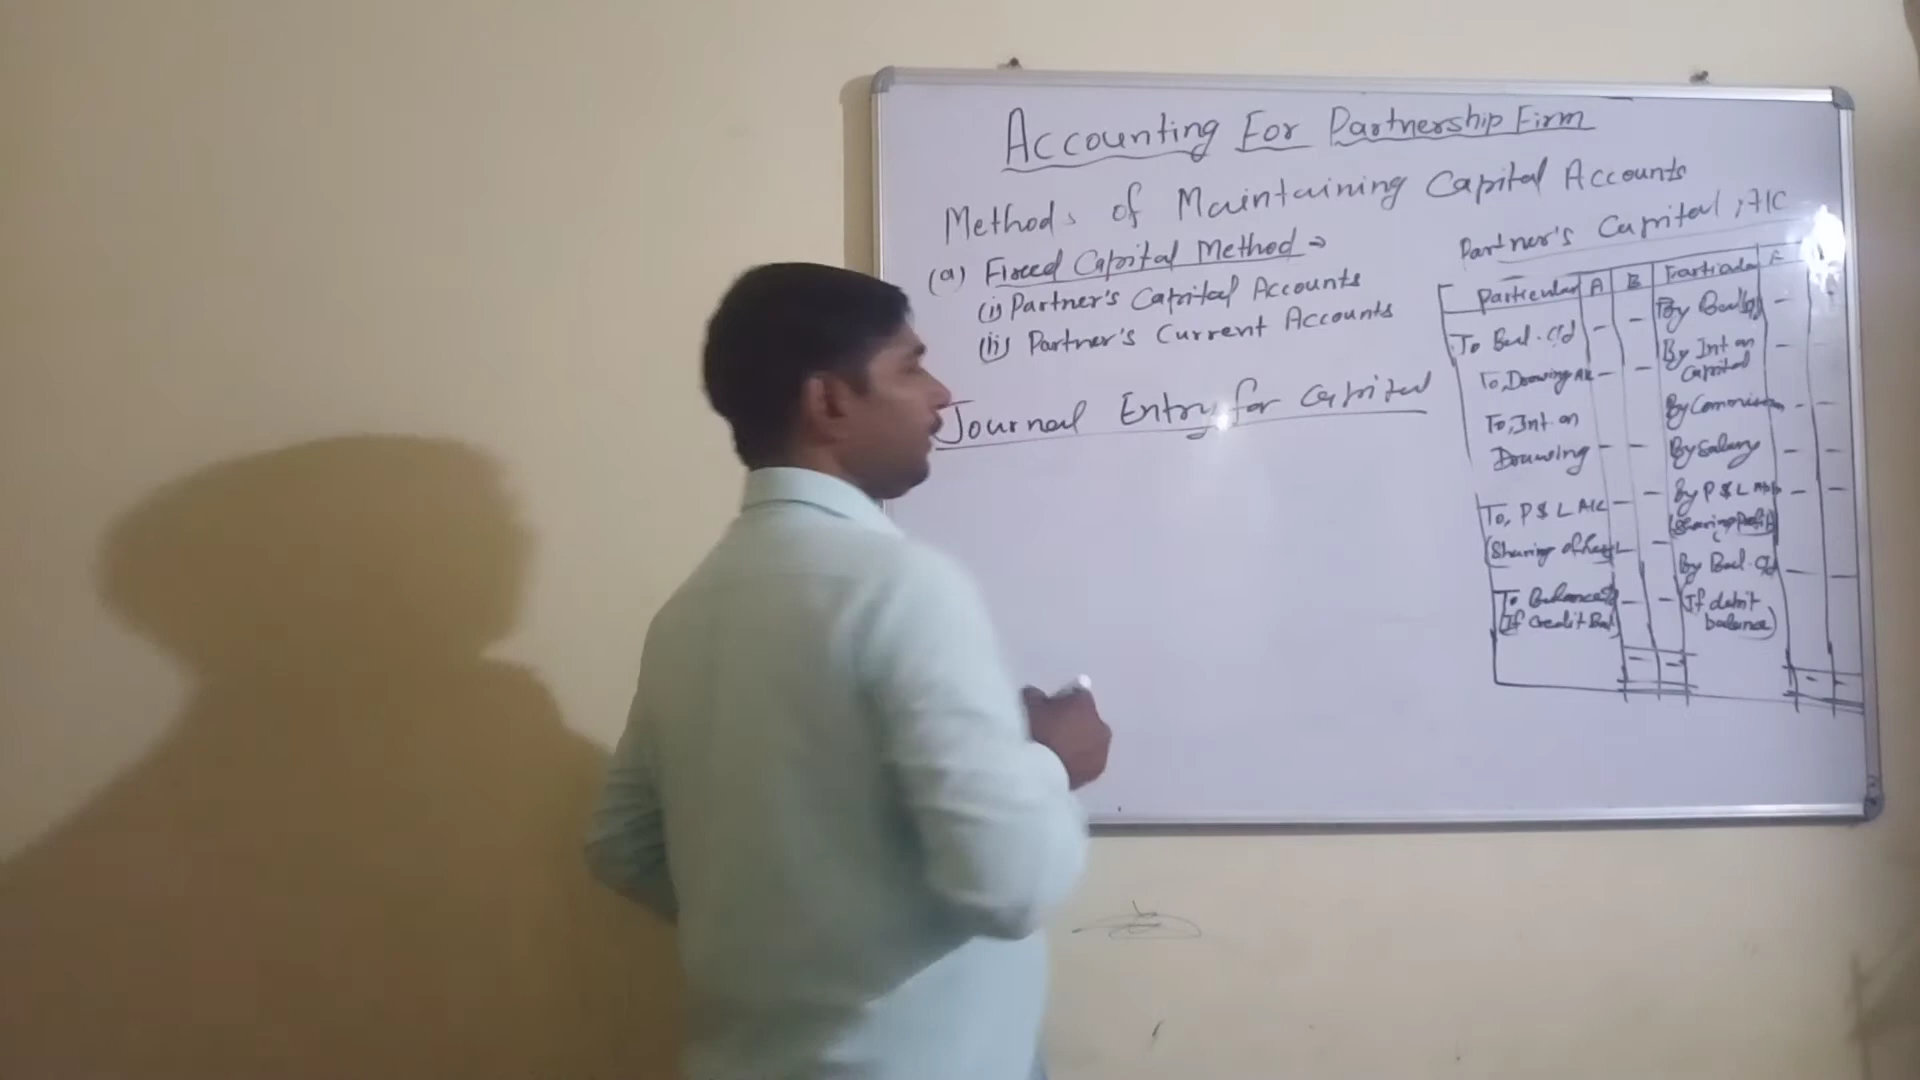 Accounting For Partnership Firm
Methods of Maintaining Capital Accounts
(a) Fixed Capital Method →
(i) Partner's Capital Accounts
(ii) Partner's Current Accounts
Journal Entry for Capital
Partner's Capital A/C
Particular A B Particular
To Bal. c/d
To, Drawing A/c
To, Int on
Drawing
To, P & L A/c
(Sharing of
To Balance
If Credit Bal
By Bal
By Int on
Capital
By Commission
By Salary
By P & L App
(Sharing Profit)
By Bal. c/d
(If debit
balance)